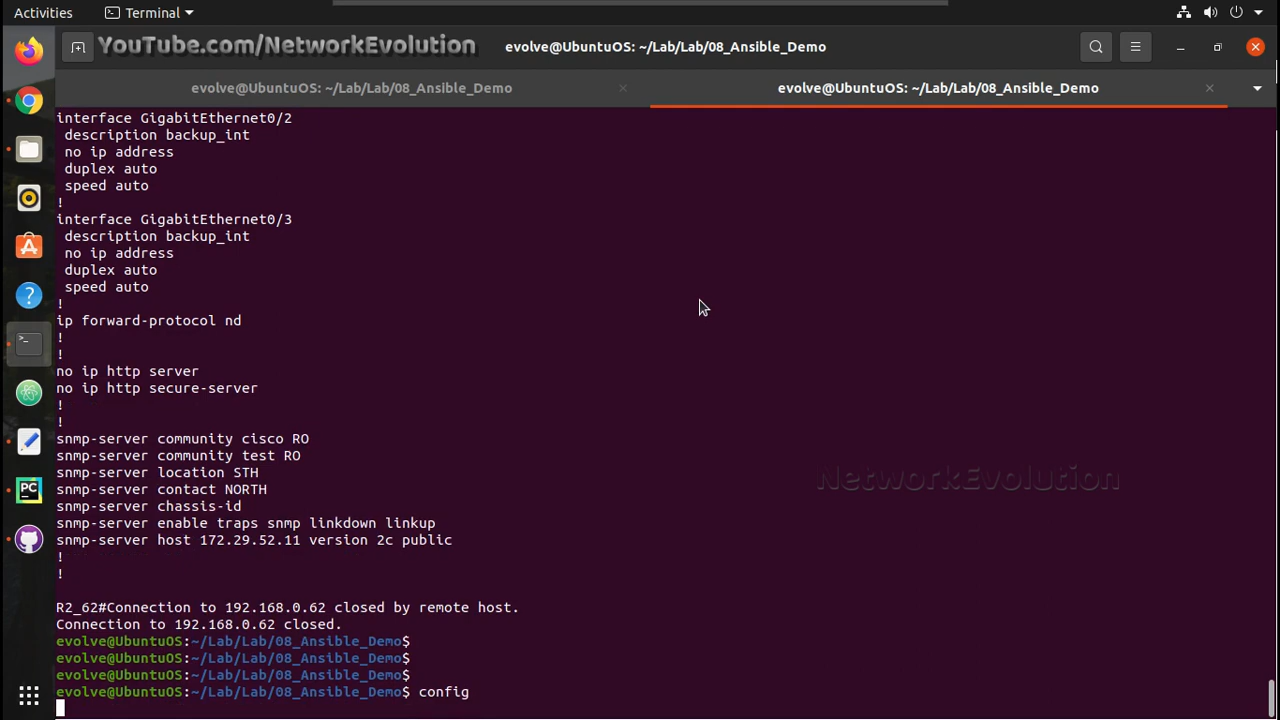 Activities
Terminal
YouTube.com/NetworkEvolution
evolve@UbuntuOS: ~/Lab/Lab/08_Ansible_Demo
evolve@UbuntuOS: ~/Lab/Lab/08_Ansible_Demo
evolve@UbuntuOS: ~/Lab/Lab/08_Ansible_Demo
interface GigabitEthernet0/2
 description backup_int
 no ip address
 duplex auto
 speed auto
!
interface GigabitEthernet0/3
 description backup_int
 no ip address
 duplex auto
 speed auto
!
ip forward-protocol nd
!
!
no ip http server
no ip http secure-server
!
!
snmp-server community cisco RO
snmp-server community test RO
snmp-server location STH
NetworkEvolution
snmp-server contact NORTH
snmp-server chassis-id
snmp-server enable traps snmp linkdown linkup
snmp-server host 172.29.52.11 version 2c public
!
!
R2_62#Connection to 192.168.0.62 closed by remote host.
Connection to 192.168.0.62 closed.
evolve@UbuntuOS:~/Lab/Lab/08_Ansible_Demo$
evolve@UbuntuOS:~/Lab/Lab/08_Ansible_Demo$
evolve@UbuntuOS:~/Lab/Lab/08_Ansible_Demo$
evolve@UbuntuOS:~/Lab/Lab/08_Ansible_Demo$ config
PC